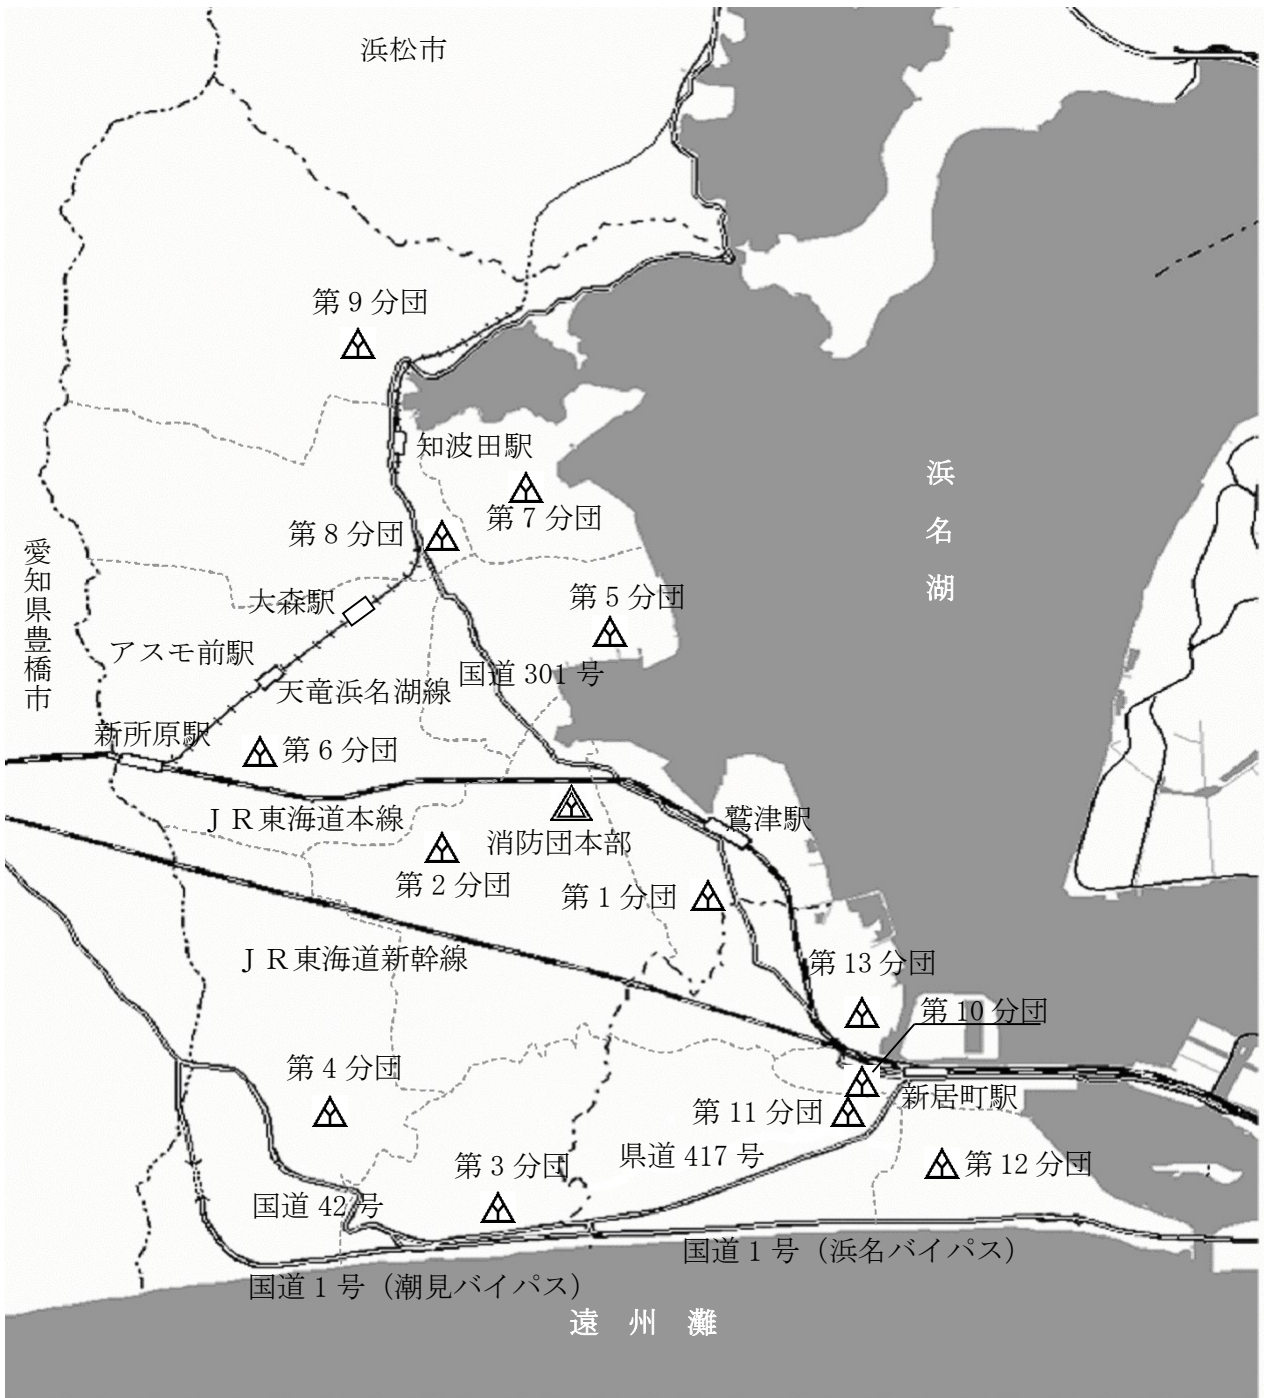 浜松市
第９分団
知波田駅
第７分団
第８分団
浜名湖
愛知県豊橋市
大森駅
第５分団
アスモ前駅
国道 301 号
天竜浜名湖線
新所原駅
第６分団
ＪＲ東海道本線
消防団本部
鷲津駅
第２分団
第１分団
ＪＲ東海道新幹線
第 13 分団
第 10 分団
第４分団
新居町駅
第 11 分団
県道 417 号
第３分団
第 12 分団
国道 42 号
国道１号（浜名バイパス）
国道１号（潮見バイパス）
遠州灘